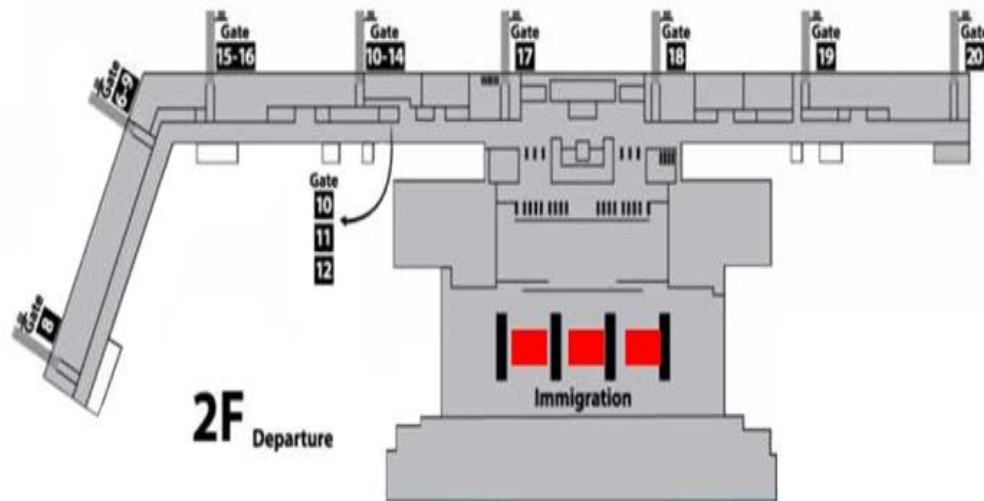 Gate
15-16
Gate
10-14
Gate
17
Gate
18
Gate
19
Gate
20
Gate
6-9
Gate
10
11
12
Gate
8
Immigration
2F Departure